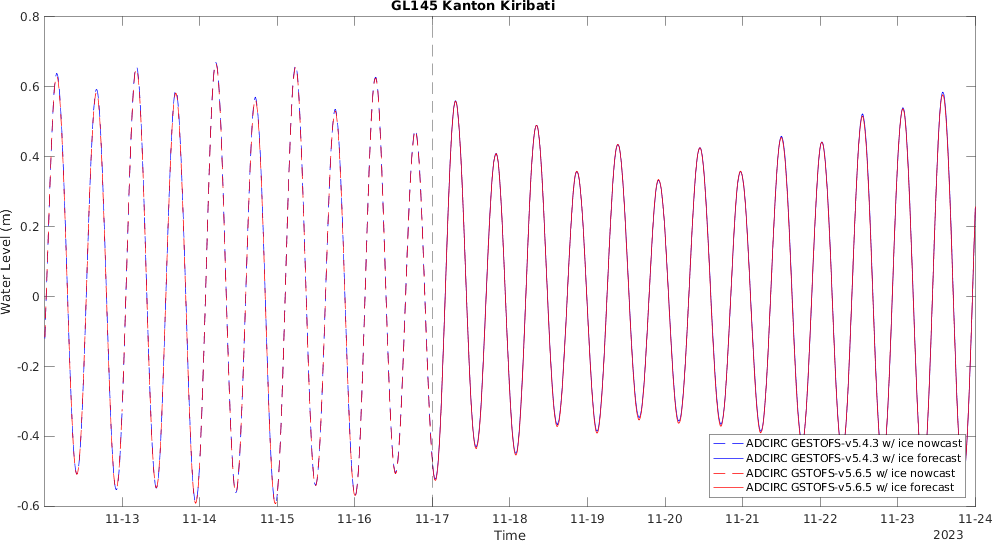 GL145 Kanton Kiribati
Water Level (m)
0.8
0.6
0.4
0.2
0
-0.2
-0.4
-0.6
ADCIRC GESTOFS-v5.4.3 w/ ice nowcast
ADCIRC GESTOFS-v5.4.3 w/ ice forecast
ADCIRC GSTOFS-v5.6.5 w/ ice nowcast
ADCIRC GSTOFS-v5.6.5 w/ ice forecast
11-13 11-14 11-15 11-16 11-17 11-18 11-19 11-20 11-21 11-22 11-23 11-24
Time
2023